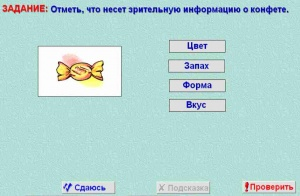 ЗАДАНИЕ: Отметь, что несет зрительную информацию о конфете.
Цвет
Запах
Форма
Вкус
Сдаюсь
Подсказка
Проверить